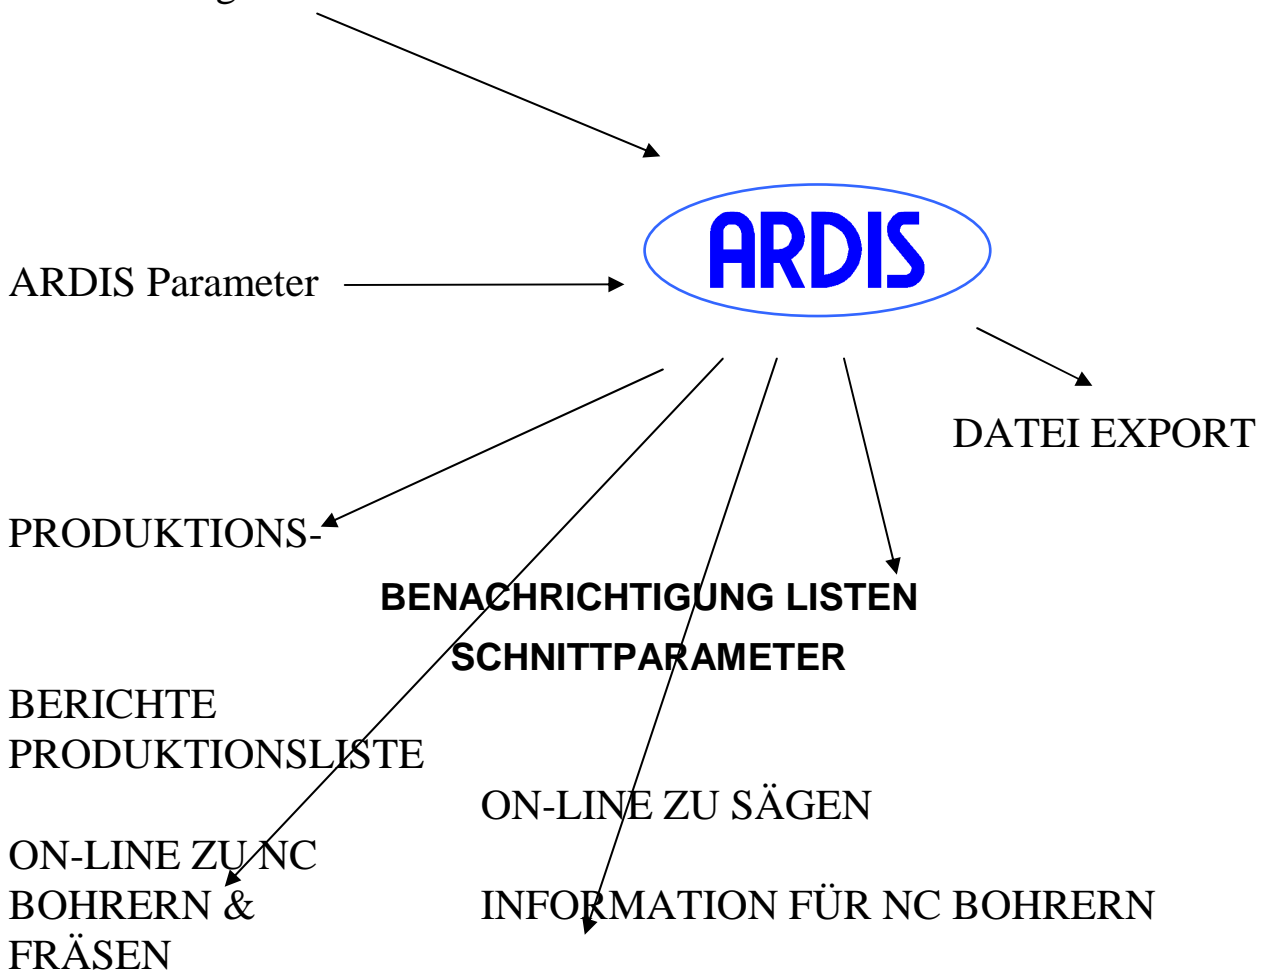 ARDIS
ARDIS Parameter
DATEI EXPORT
PRODUKTIONS-
BENACHRICHTIGUNG LISTEN
SCHNITTPARAMETER
BERICHTE
PRODUKTIONSLISTE
ON-LINE ZU SÄGEN
ON-LINE ZU NC
BOHRERN &
FRÄSEN
INFORMATION FÜR NC BOHRERN